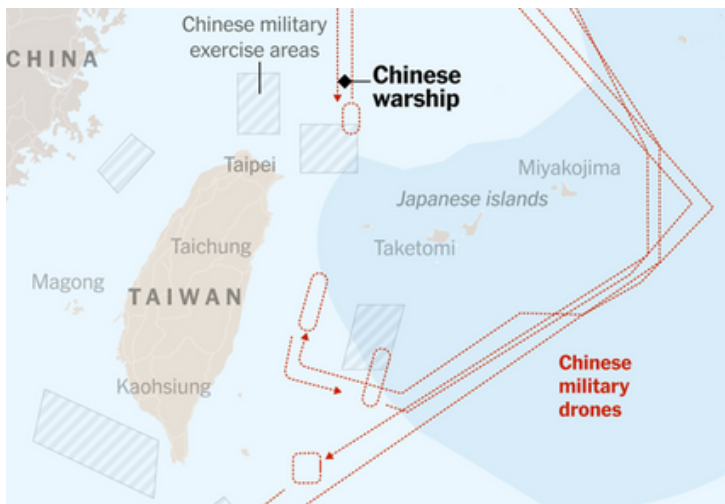 Chinese military
exercise areas
CHINA
Chinese
warship
Taipei
Miyakojima
Japanese islands
Taichung
Taketomi
Magong
TAIWAN
Kaohsiung
Chinese
military
drones